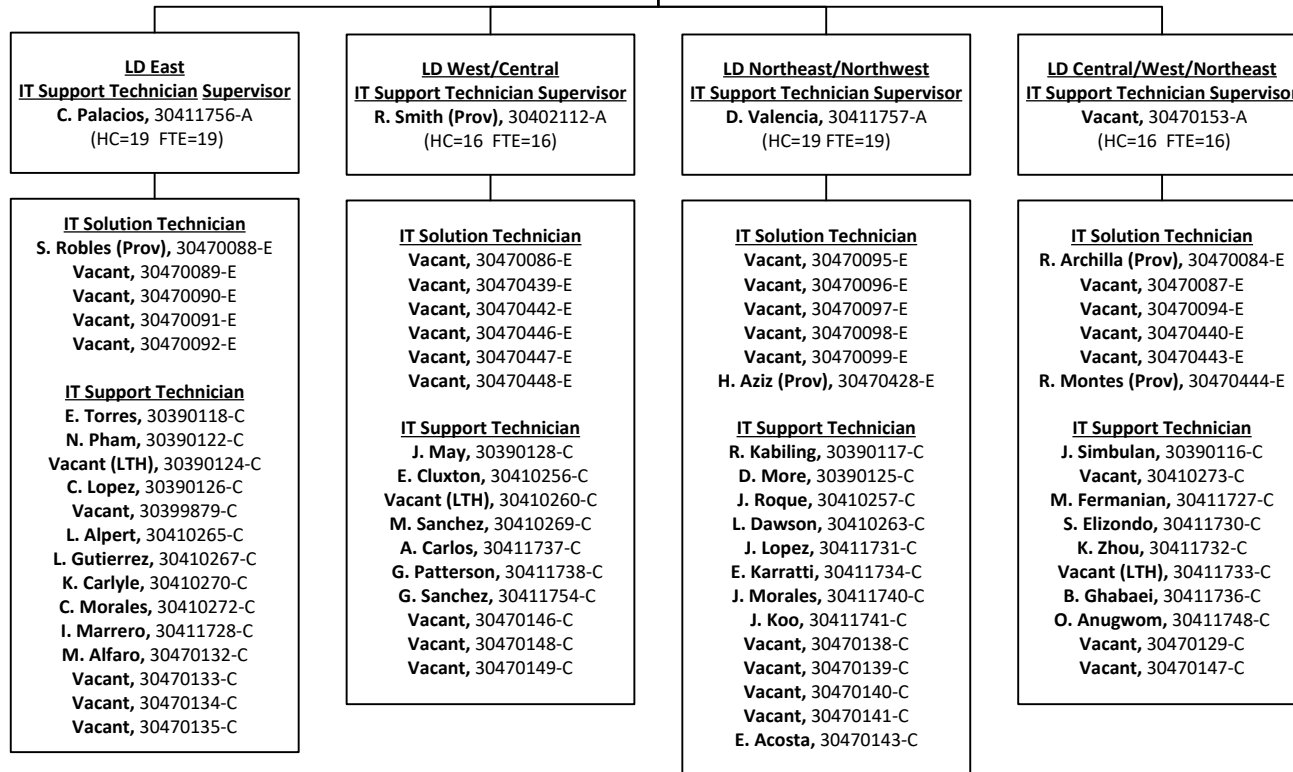 LD East
IT Support Technician Supervisor
C. Palacios, 30411756-A
(HC=19 FTE=19)
IT Solution Technician
S. Robles (Prov), 30470088-E
Vacant, 30470089-E
Vacant, 30470090-E
Vacant, 30470091-E
Vacant, 30470092-E
IT Support Technician
E. Torres, 30390118-C
N. Pham, 30390122-C
Vacant (LTH), 30390124-C
C. Lopez, 30390126-C
Vacant, 30399879-C
L. Alpert, 30410265-C
L. Gutierrez, 30410267-C
K. Carlyle, 30410270-C
C. Morales, 30410272-C
I. Marrero, 30411728-C
M. Alfaro, 30470132-C
Vacant, 30470133-C
Vacant, 30470134-C
Vacant, 30470135-C
LD West/Central
IT Support Technician Supervisor
R. Smith (Prov), 30402112-A
(HC=16 FTE=16)
IT Solution Technician
Vacant, 30470086-E
Vacant, 30470439-E
Vacant, 30470442-E
Vacant, 30470446-E
Vacant, 30470447-E
Vacant, 30470448-E
IT Support Technician
J. May, 30390128-C
E. Cluxton, 30410256-C
Vacant (LTH), 30410260-C
M. Sanchez, 30410269-C
A. Carlos, 30411737-C
G. Patterson, 30411738-C
G. Sanchez, 30411754-C
Vacant, 30470146-C
Vacant, 30470148-C
Vacant, 30470149-C
LD Northeast/Northwest
IT Support Technician Supervisor
D. Valencia, 30411757-A
(HC=19 FTE=19)
IT Solution Technician
Vacant, 30470095-E
Vacant, 30470096-E
Vacant, 30470097-E
Vacant, 30470098-E
Vacant, 30470099-E
H. Aziz (Prov), 30470428-E
IT Support Technician
R. Kabiling, 30390117-C
D. More, 30390125-C
J. Roque, 30410257-C
L. Dawson, 30410263-C
J. Lopez, 30411731-C
E. Karratti, 30411734-C
J. Morales, 30411740-C
J. Koo, 30411741-C
Vacant, 30470138-C
Vacant, 30470139-C
Vacant, 30470140-C
Vacant, 30470141-C
E. Acosta, 30470143-C
LD Central/West/Northeast
IT Support Technician Supervisor
Vacant, 30470153-A
(HC=16 FTE=16)
IT Solution Technician
R. Archilla (Prov), 30470084-E
Vacant, 30470087-E
Vacant, 30470094-E
Vacant, 30470440-E
Vacant, 30470443-E
R. Montes (Prov), 30470444-E
IT Support Technician
J. Simbulan, 30390116-C
Vacant, 30410273-C
M. Fermanian, 30411727-C
S. Elizondo, 30411730-C
K. Zhou, 30411732-C
Vacant (LTH), 30411733-C
B. Ghabaei, 30411736-C
O. Anugwom, 30411748-C
Vacant, 30470129-C
Vacant, 30470147-C